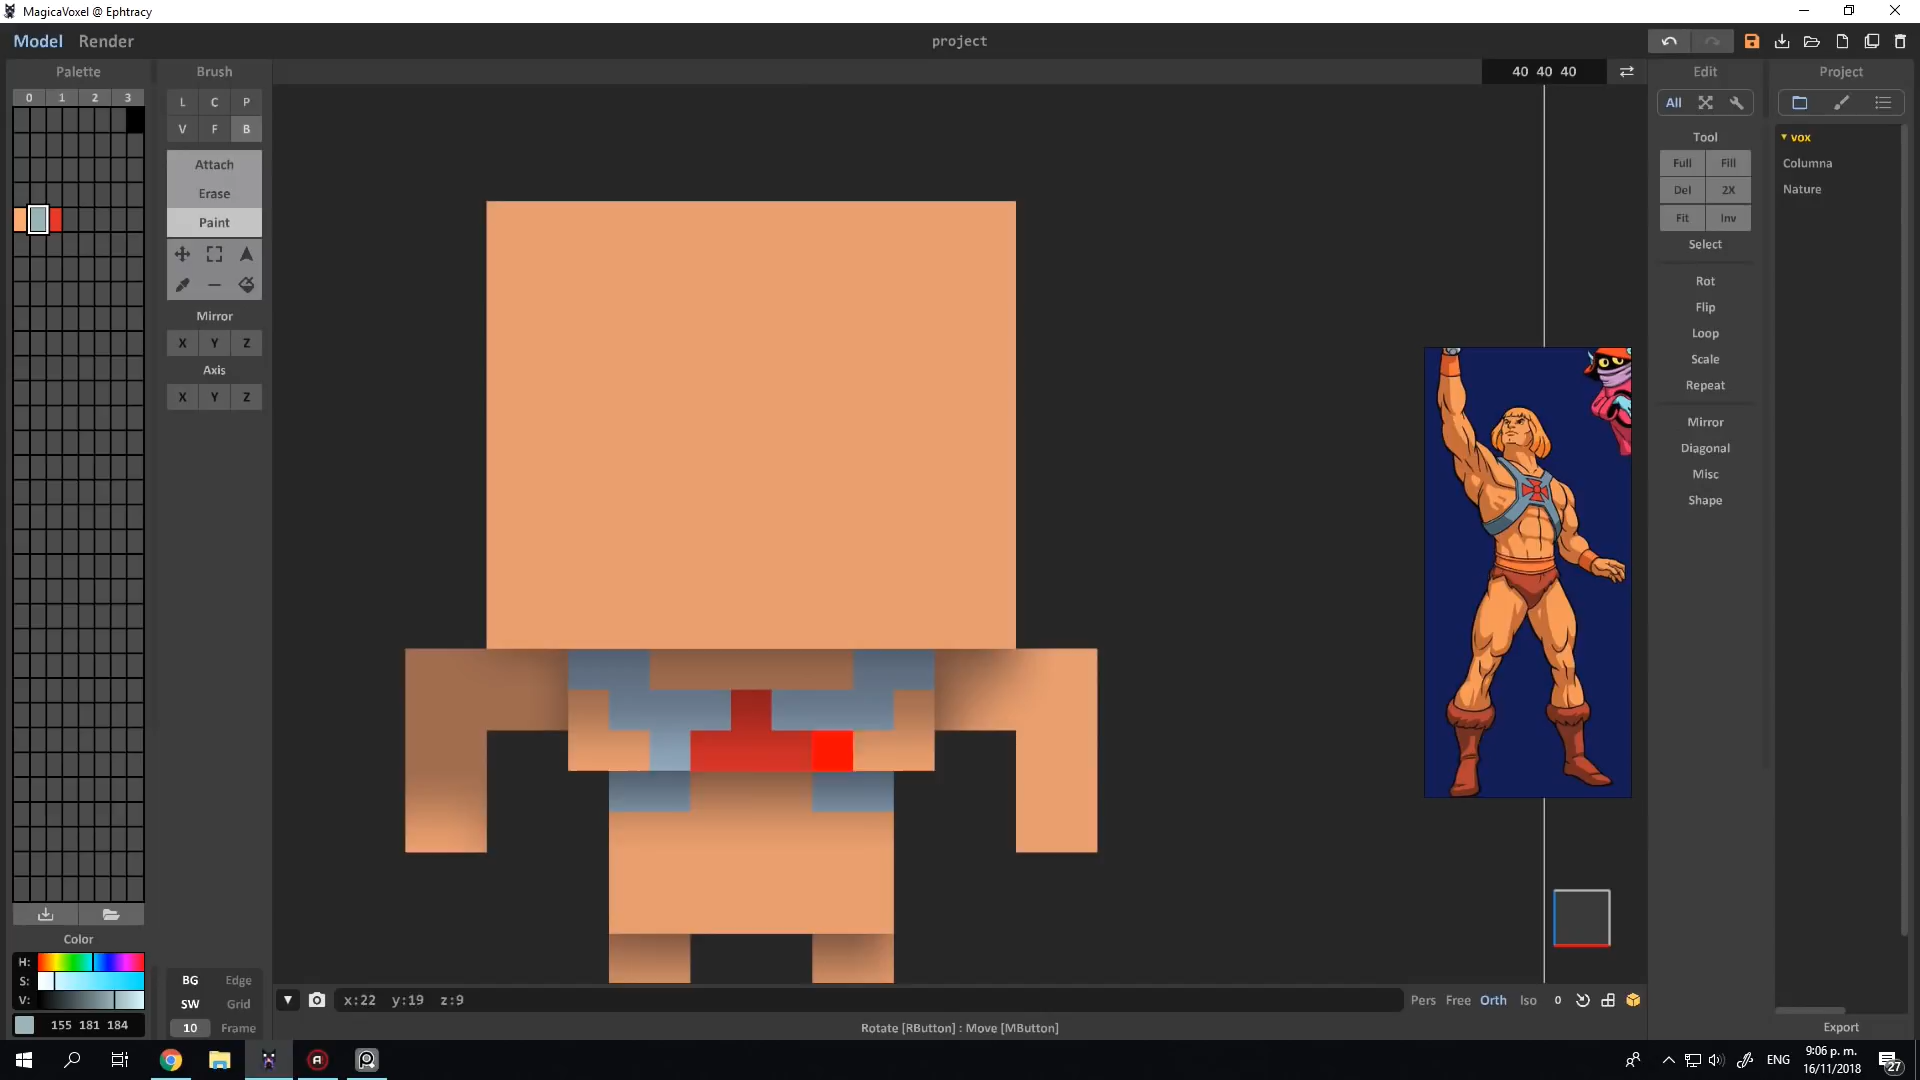 MagicaVoxel @ Ephtracy
Model Render
project
Palette
Brush
40 40 40
Edit
Project
0 1 2 3
L C P
V F B
All
Attach
Erase
Paint
Tool
Full Fill
Del 2X
Fit Inv
Select
vox
Columna
Nature
Mirror
X Y Z
Axis
X Y Z
Rot
Flip
Loop
Scale
Repeat
Mirror
Diagonal
Misc
Shape
Color
H:
S:
V:
155 181 184
BG Edge
SW Grid
10 Frame
x:22 y:19 z:9
Pers Free Orth Iso 0
Rotate [RButton] : Move [MButton]
Export
ENG
9:06 p. m.
16/11/2018
27